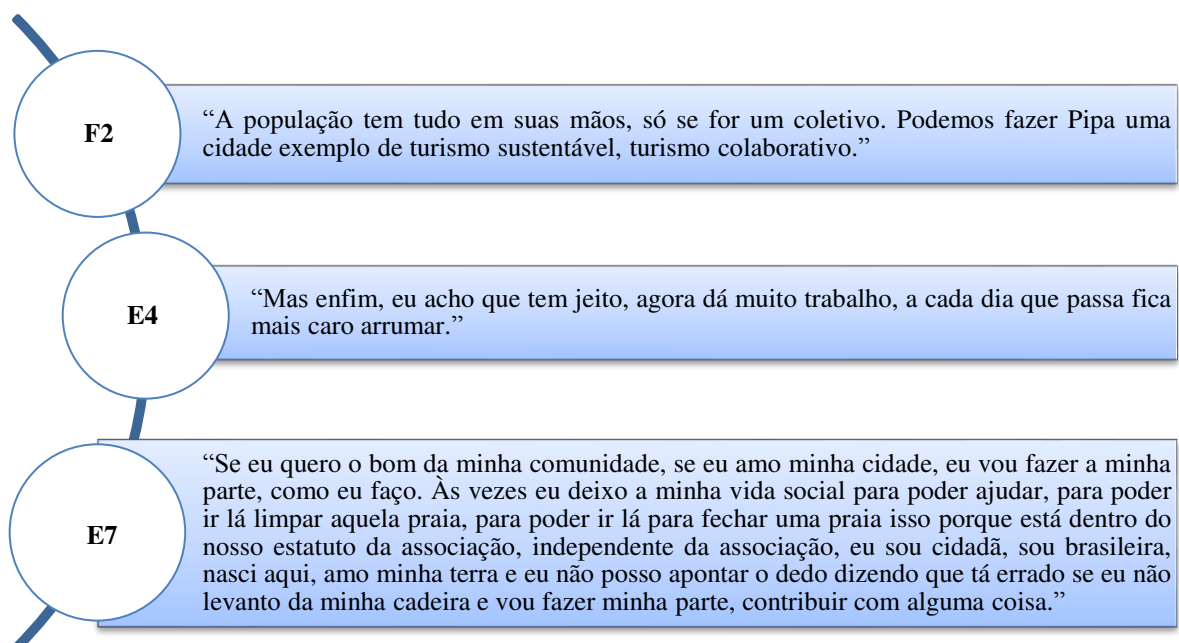 F2
“A população tem tudo em suas mãos, só se for um coletivo. Podemos fazer Pipa uma
cidade exemplo de turismo sustentável, turismo colaborativo.”
E4
“Mas enfim, eu acho que tem jeito, agora dá muito trabalho, a cada dia que passa fica
mais caro arrumar.”
E7
“Se eu quero o bom da minha comunidade, se eu amo minha cidade, eu vou fazer a minha
parte, como eu faço. Às vezes eu deixo a minha vida social para poder ajudar, para poder
ir lá limpar aquela praia, para poder ir lá para fechar uma praia isso porque está dentro do
nosso estatuto da associação, independente da associação, eu sou cidadã, sou brasileira,
nasci aqui, amo minha terra e eu não posso apontar o dedo dizendo que tá errado se eu não
levanto da minha cadeira e vou fazer minha parte, contribuir com alguma coisa.”